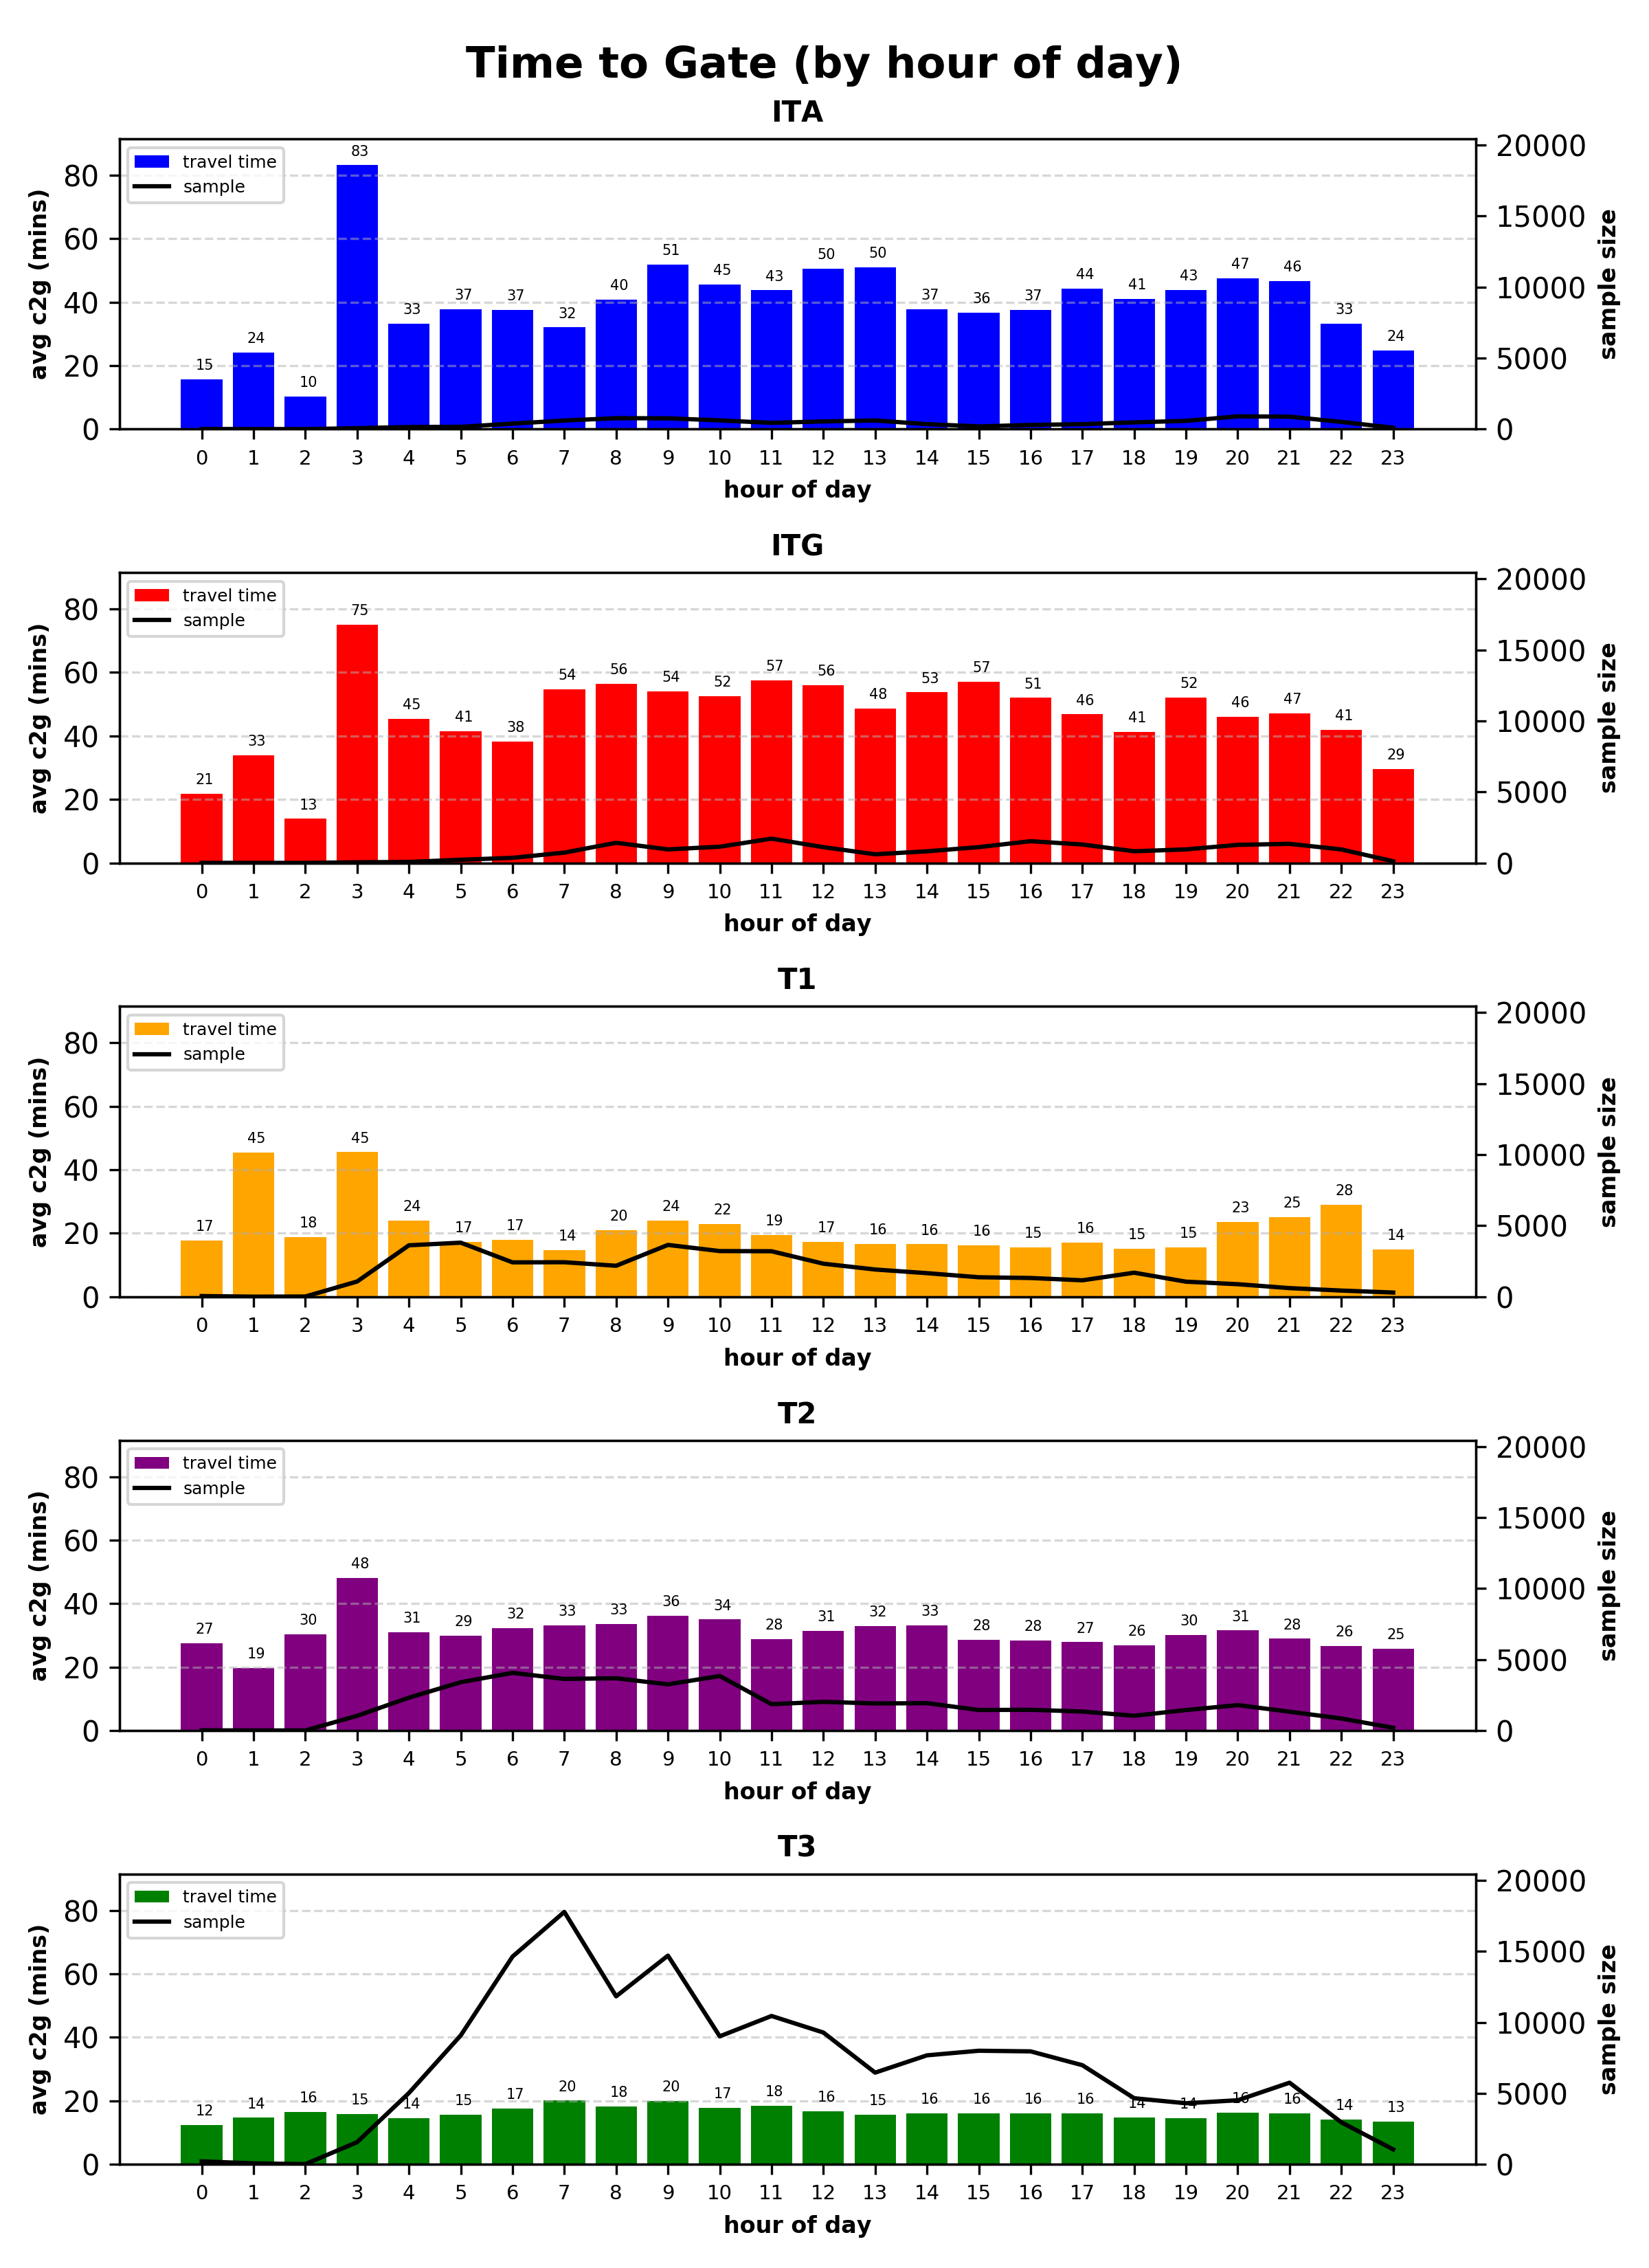 Time to Gate (by hour of day)
ITA
travel time
sample
avg c2g (mins)
sample size
80
60
40
20
0
20000
15000
10000
5000
0
15 24 10 83 33 37 37 32 40 51 45 43 50 50 37 36 37 44 41 43 47 46 33 24
0 1 2 3 4 5 6 7 8 9 10 11 12 13 14 15 16 17 18 19 20 21 22 23
hour of day
ITG
travel time
sample
avg c2g (mins)
sample size
80
60
40
20
0
20000
15000
10000
5000
0
21 33 13 75 45 41 38 54 56 54 52 57 56 48 53 57 51 46 41 52 46 47 41 29
0 1 2 3 4 5 6 7 8 9 10 11 12 13 14 15 16 17 18 19 20 21 22 23
hour of day
T1
travel time
sample
avg c2g (mins)
sample size
80
60
40
20
0
20000
15000
10000
5000
0
17 45 18 45 24 17 17 14 20 24 22 19 17 16 16 16 15 16 15 15 23 25 28 14
0 1 2 3 4 5 6 7 8 9 10 11 12 13 14 15 16 17 18 19 20 21 22 23
hour of day
T2
travel time
sample
avg c2g (mins)
sample size
80
60
40
20
0
20000
15000
10000
5000
0
27 19 30 48 31 29 32 33 33 36 34 28 31 32 33 28 28 27 26 30 31 28 26 25
0 1 2 3 4 5 6 7 8 9 10 11 12 13 14 15 16 17 18 19 20 21 22 23
hour of day
T3
travel time
sample
avg c2g (mins)
sample size
80
60
40
20
0
20000
15000
10000
5000
0
12 14 16 15 14 15 17 20 18 20 17 18 16 15 16 16 16 16 14 14 16 16 14 13
0 1 2 3 4 5 6 7 8 9 10 11 12 13 14 15 16 17 18 19 20 21 22 23
hour of day